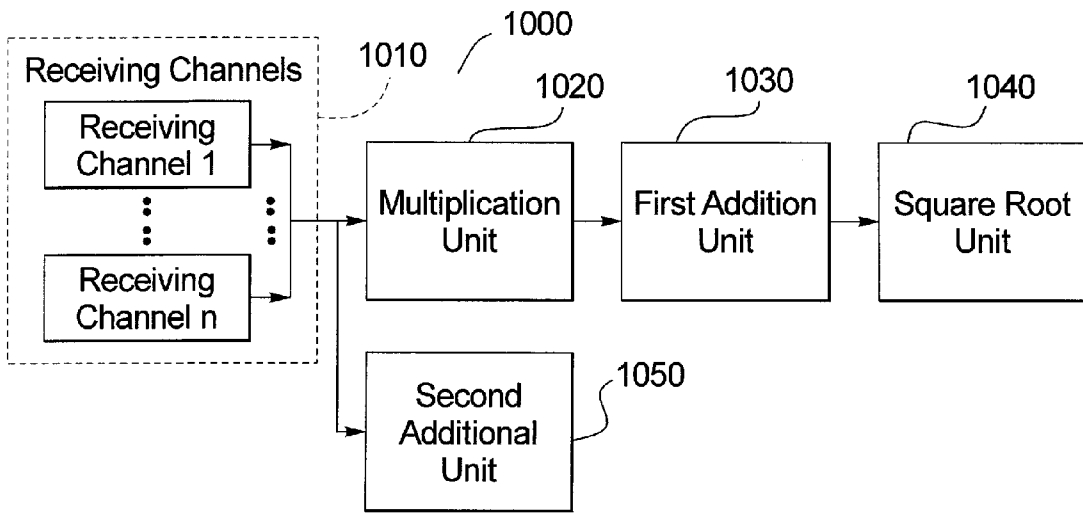 1000
Receiving Channels
1010
1020
1030
1040
Receiving
Channel 1
Multiplication
Unit
First Addition
Unit
Square Root
Unit
Receiving
Channel n
Second
Additional
Unit
1050